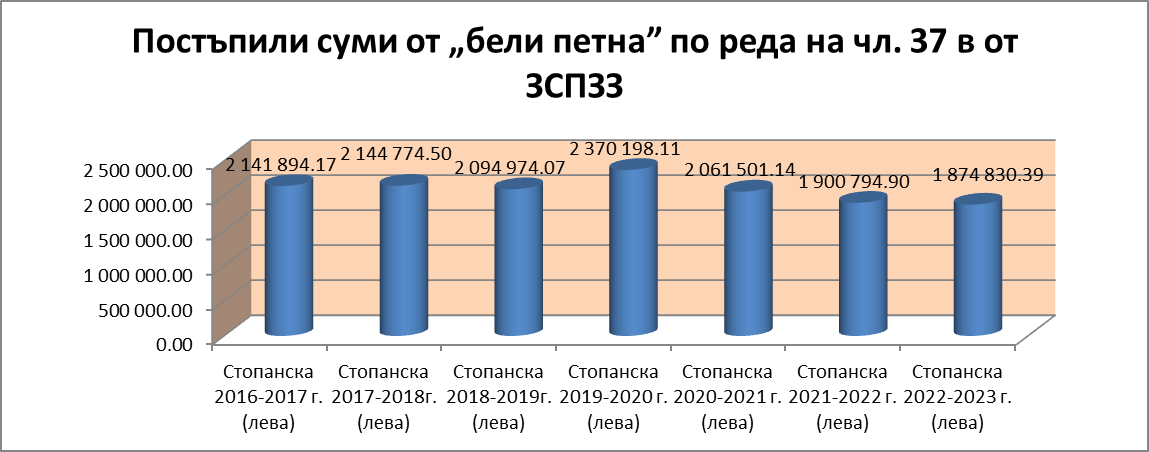 Постъпили суми от „бели петна” по реда на чл. 37 в от
ЗСПЗЗ
2 141 894.17
2 144 774.50
2 094 974.07
2 370 198.11
2 061 501.14
1 900 794.90
1 874 830.39
2 500 000.00
2 000 000.00
1 500 000.00
1 000 000.00
500 000.00
0.00
Стопанска
2016-2017 г.
(лева)
Стопанска
2017-2018г.
(лева)
Стопанска
2018-2019г.
(лева)
Стопанска
2019-2020 г.
(лева)
Стопанска
2020-2021 г.
(лева)
Стопанска
2021-2022 г.
(лева)
Стопанска
2022-2023 г.
(лева)